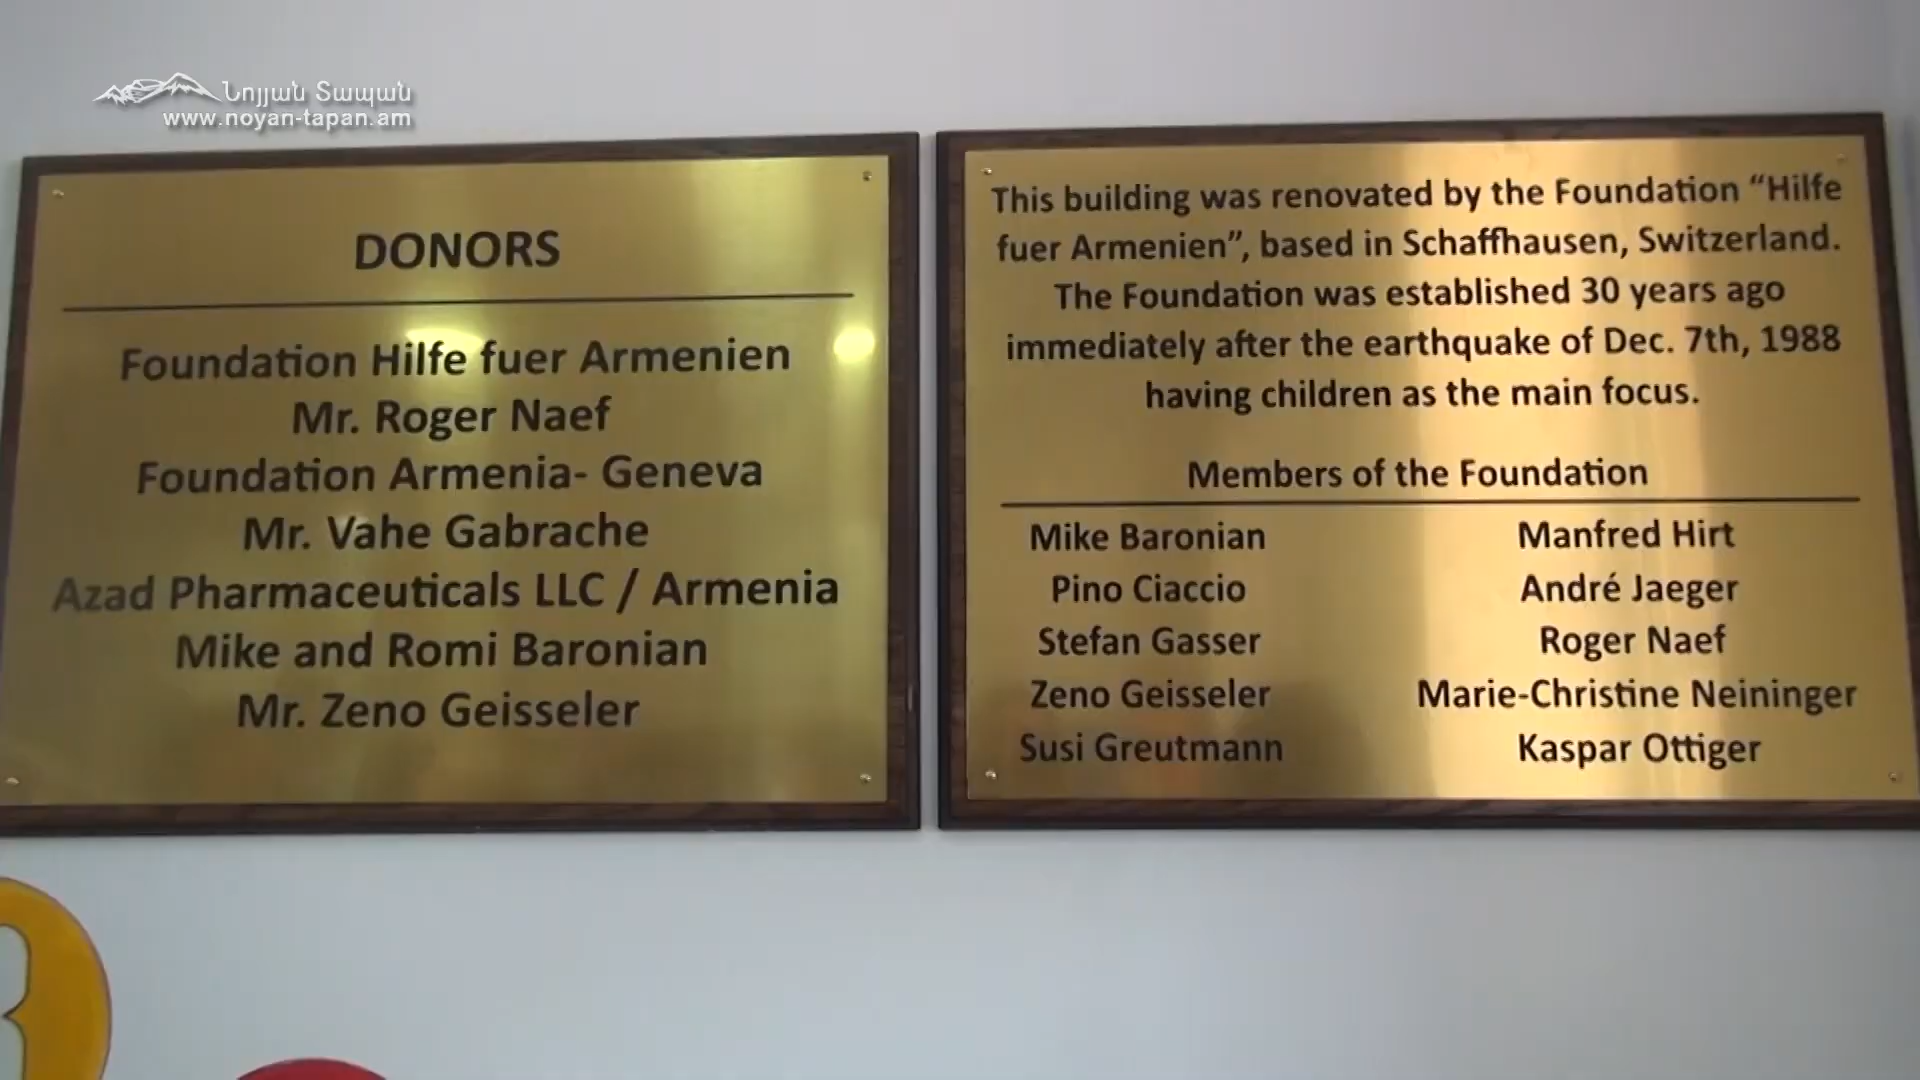 Նոյյան Տապան
www.noyan-tapan.am
DONORS
Foundation Hilfe fuer Armenien
Mr. Roger Naef
Foundation Armenia- Geneva
Mr. Vahe Gabrache
Azad Pharmaceuticals LLC / Armenia
Mike and Romi Baronian
Mr. Zeno Geisseler
This building was renovated by the Foundation “Hilfe
fuer Armenien”, based in Schaffhausen, Switzerland.
The Foundation was established 30 years ago
immediately after the earthquake of Dec. 7th, 1988
having children as the main focus.
Members of the Foundation
Mike Baronian
Pino Ciaccio
Stefan Gasser
Zeno Geisseler
Susi Greutmann
Manfred Hirt
André Jaeger
Roger Naef
Marie-Christine Neininger
Kaspar Ottiger